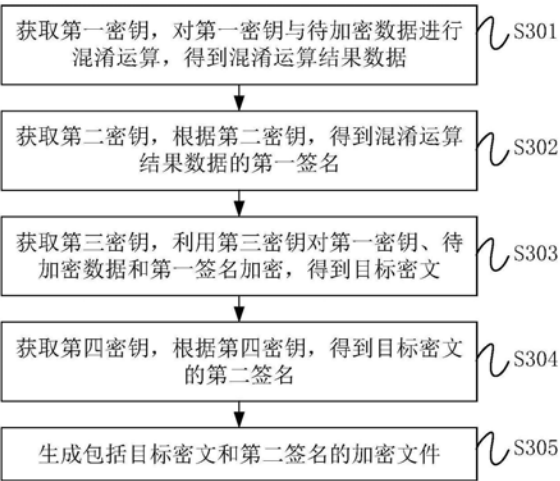 获取第一密钥，对第一密钥与待加密数据进行
混淆运算，得到混淆运算结果数据
S301
获取第二密钥，根据第二密钥，得到混淆运算
结果数据的第一签名
S302
获取第三密钥，利用第三密钥对第一密钥、待
加密数据和第一签名加密，得到目标密文
S303
获取第四密钥，根据第四密钥，得到目标密文
的第二签名
S304
生成包括目标密文和第二签名的加密文件
S305